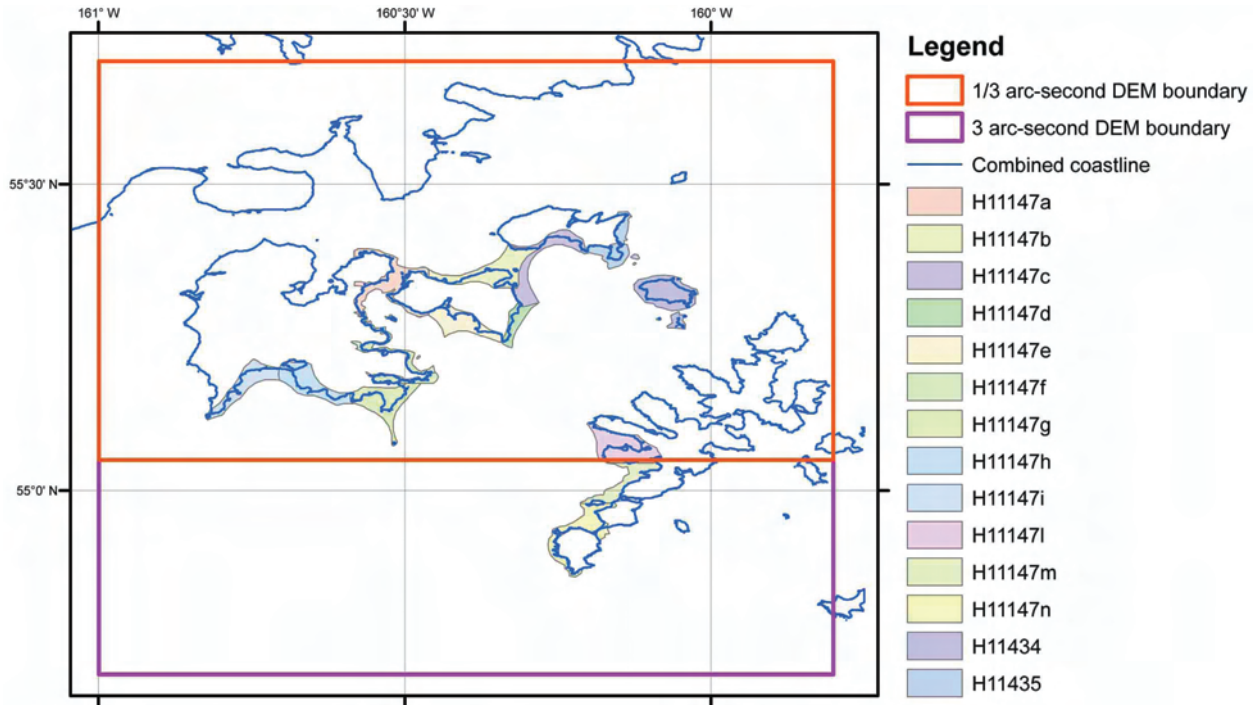 161° W
160°30' W
160° W
55°30' N
55°0' N
Legend
1/3 arc-second DEM boundary
3 arc-second DEM boundary
Combined coastline
H11147a
H11147b
H11147c
H11147d
H11147e
H11147f
H11147g
H11147h
H11147i
H11147l
H11147m
H11147n
H11434
H11435